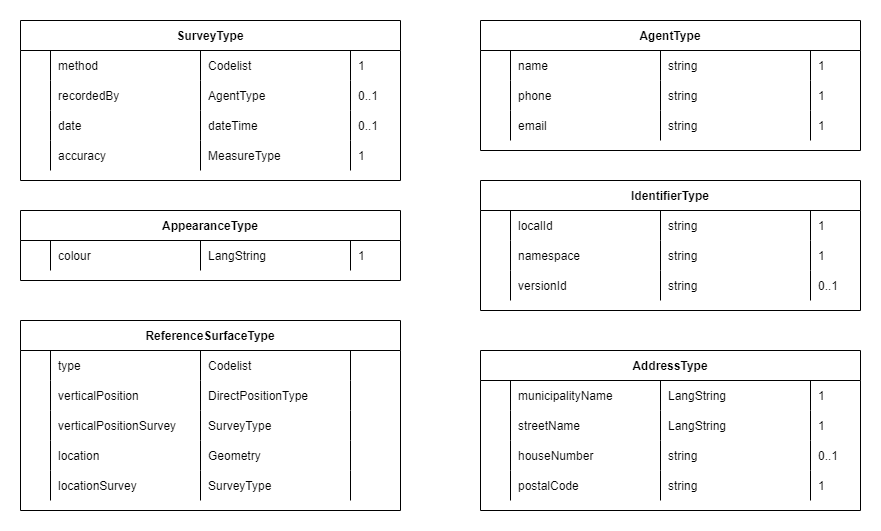 SurveyType
method Codelist 1
recordedBy AgentType 0..1
date dateTime 0..1
accuracy MeasureType 1
AppearanceType
colour LangString 1
ReferenceSurfaceType
type Codelist
verticalPosition DirectPositionType
verticalPositionSurvey SurveyType
location Geometry
locationSurvey SurveyType
AgentType
name string 1
phone string 1
email string 1
IdentifierType
localId string 1
namespace string 1
versionId string 0..1
AddressType
municipalityName LangString 1
streetName LangString 1
houseNumber string 0..1
postalCode string 1